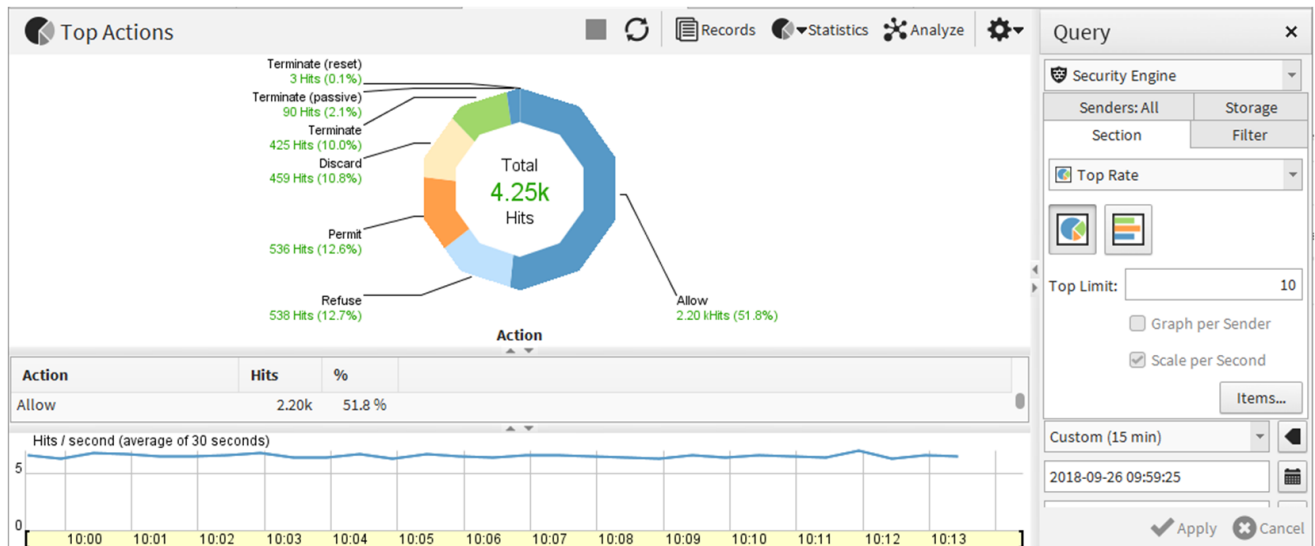 Top Actions
Records
Statistics
Analyze
Terminate (reset)
3 Hits (0.1%)
Terminate (passive)
90 Hits (2.1%)
Terminate
425 Hits (10.0%)
Discard
459 Hits (10.8%)
Permit
536 Hits (12.6%)
Refuse
538 Hits (12.7%)
Total
4.25k
Hits
Allow
2.20 kHits (51.8%)
Action
Action Hits %
Allow 2.20k 51.8 %
Hits / second (average of 30 seconds)
5
0
10:00 10:01 10:02 10:03 10:04 10:05 10:06 10:07 10:08 10:09 10:10 10:11 10:12 10:13
Query
Security Engine
Senders: All Storage
Section Filter
Top Rate
Top Limit: 10
Graph per Sender
Scale per Second
Items...
Custom (15 min)
2018-09-26 09:59:25
Apply Cancel